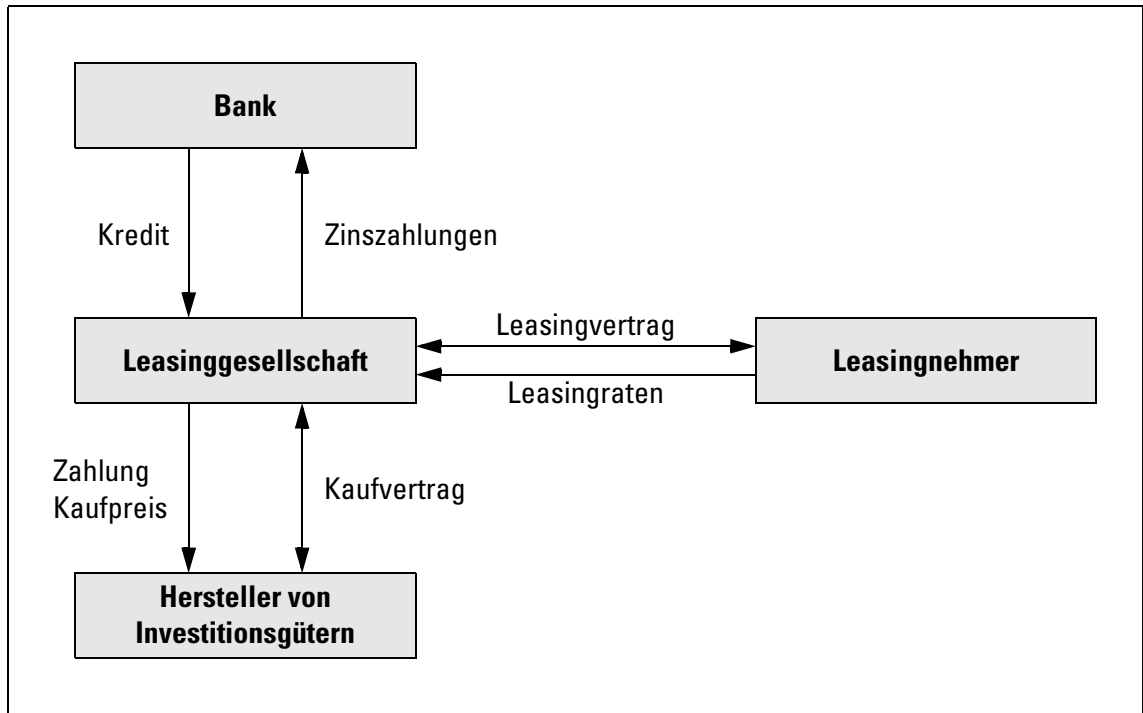 Bank
Kredit
Zinszahlungen
Leasingvertrag
Leasinggesellschaft
Leasingnehmer
Leasingraten
Zahlung
Kaufpreis
Kaufvertrag
Hersteller von
Investitionsgütern